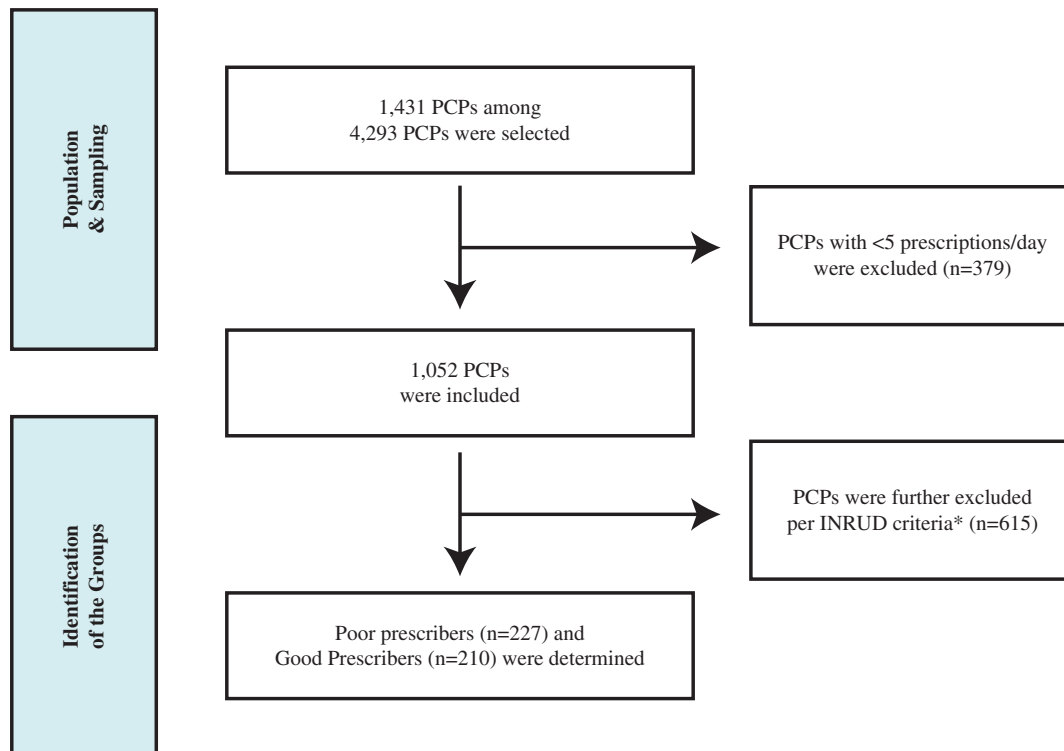 Population
& Sampling
1,431 PCPs among
4,293 PCPs were selected
PCPs with <5 prescriptions/day
were excluded (n=379)
1,052 PCPs
were included
Identification
of the Groups
PCPs were further excluded
per INRUD criteria* (n=615)
Poor prescribers (n=227) and
Good Prescribers (n=210) were determined